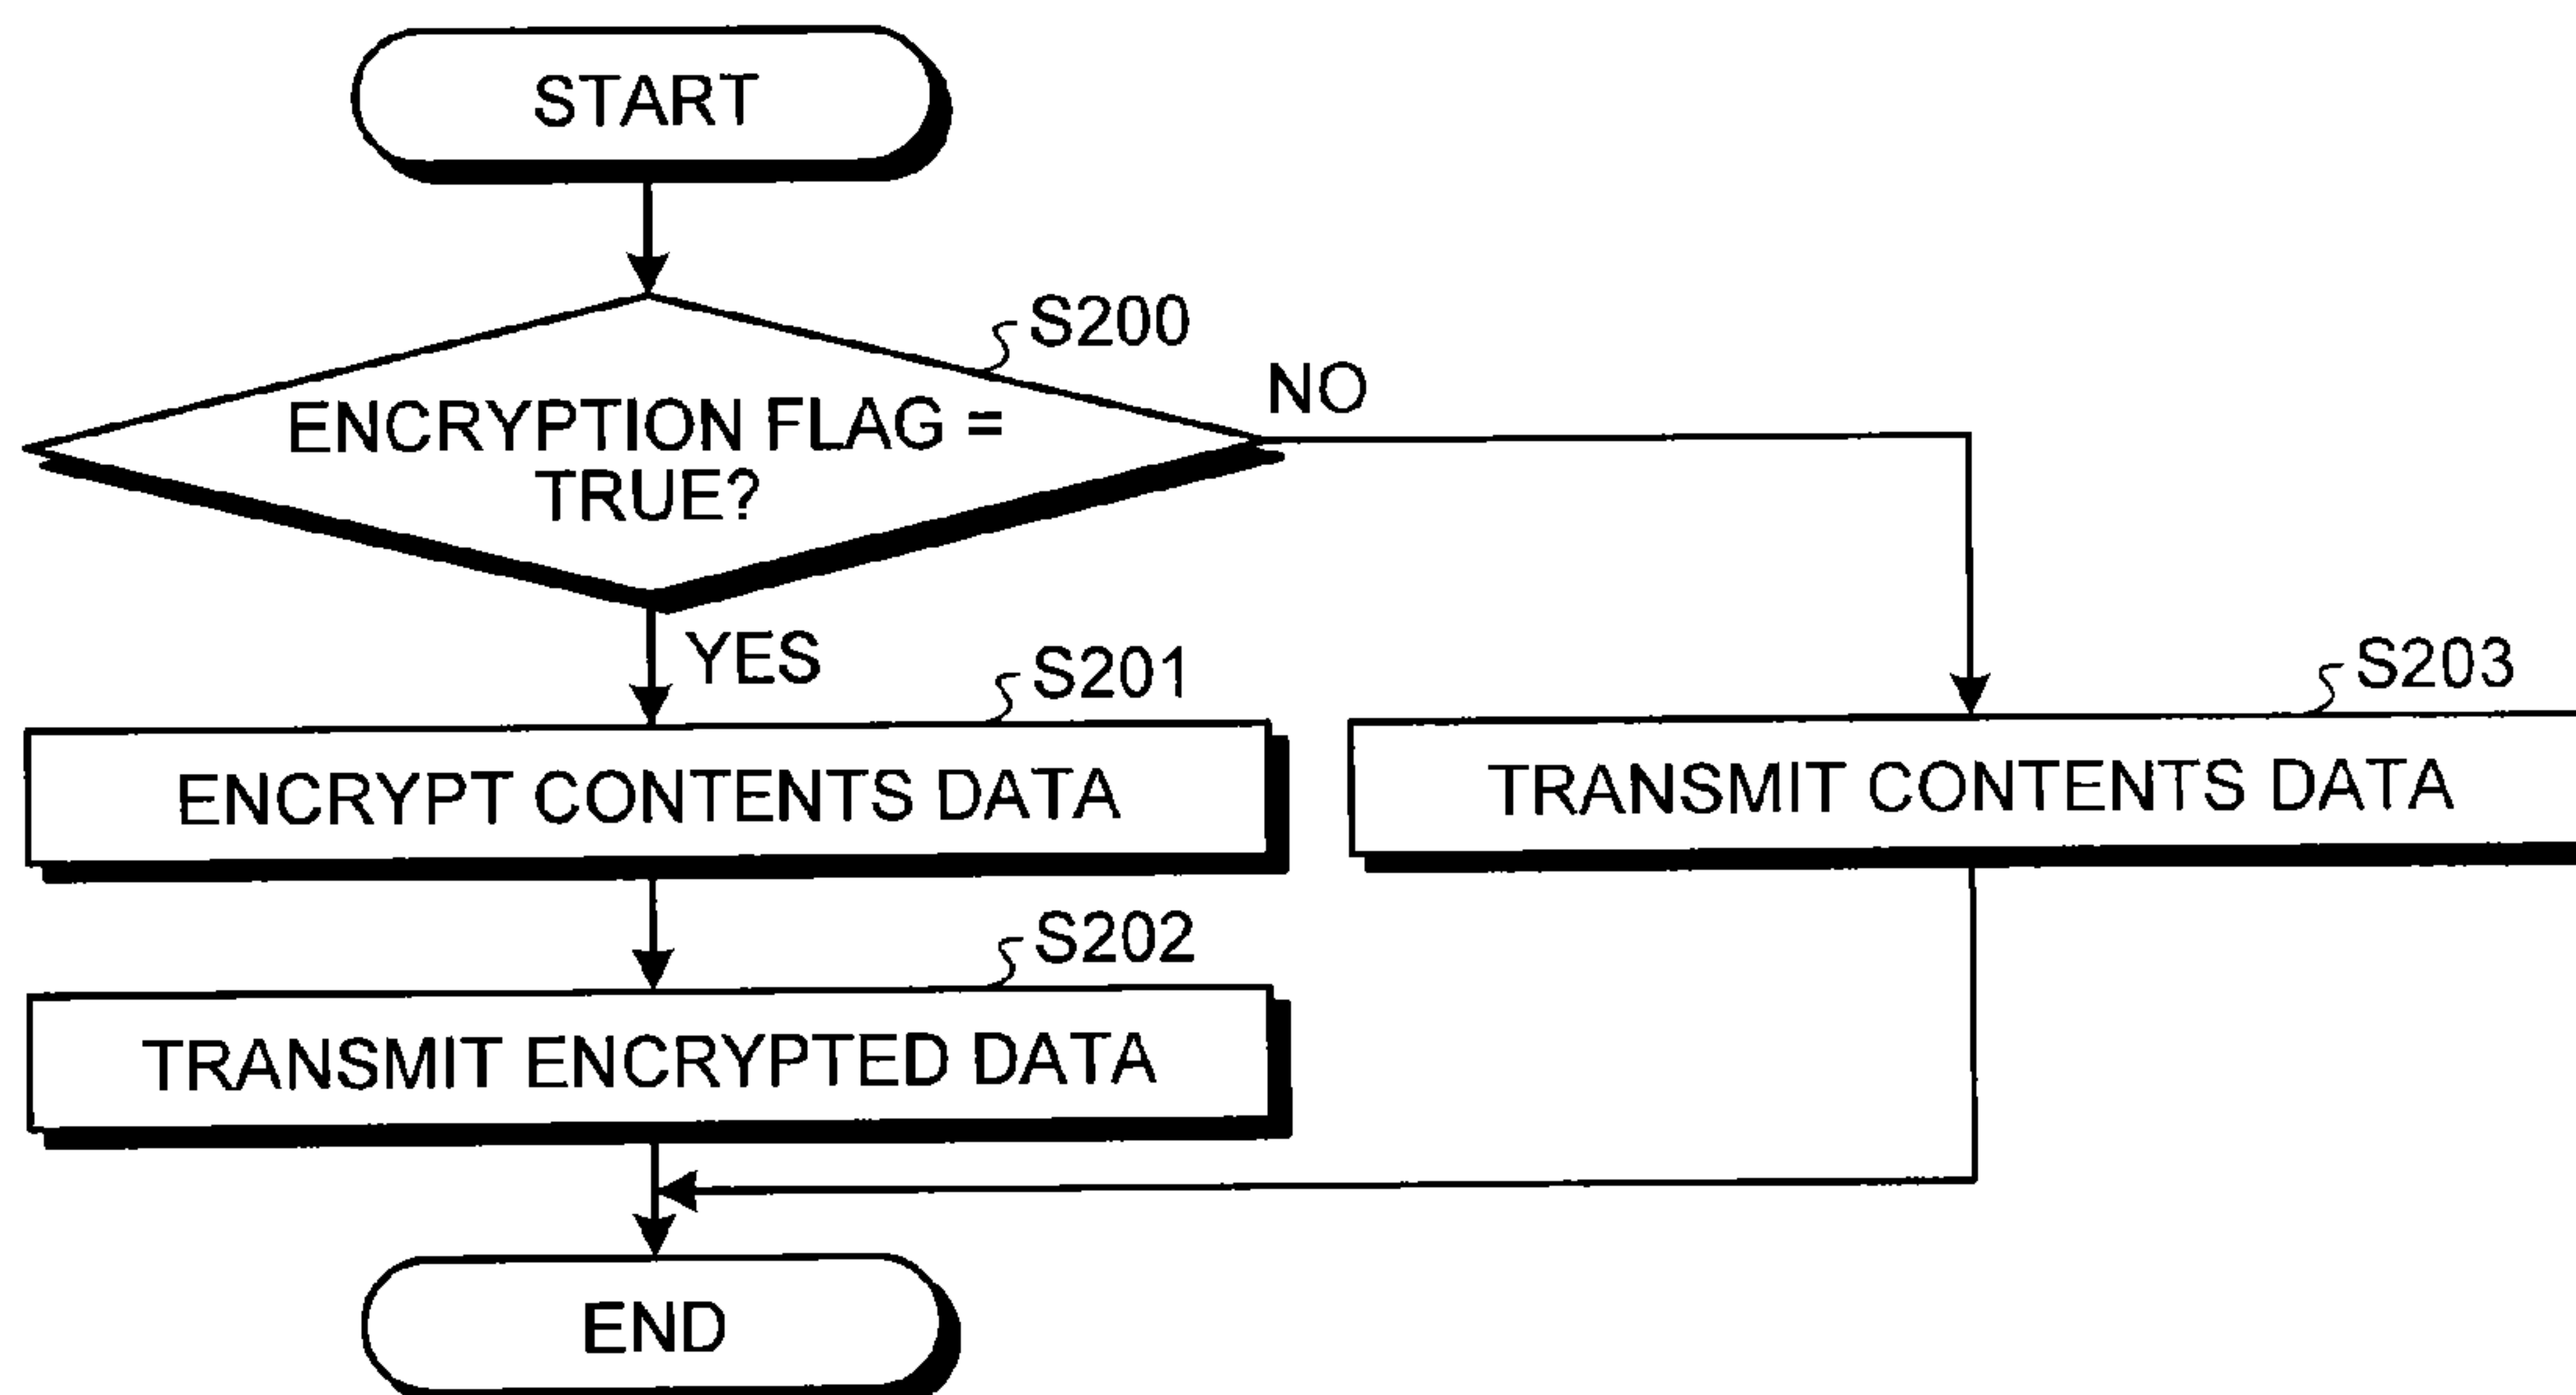 START
S200
NO
ENCRYPTION FLAG =
TRUE?
YES
S201
S203
ENCRYPT CONTENTS DATA
TRANSMIT CONTENTS DATA
S202
TRANSMIT ENCRYPTED DATA
END